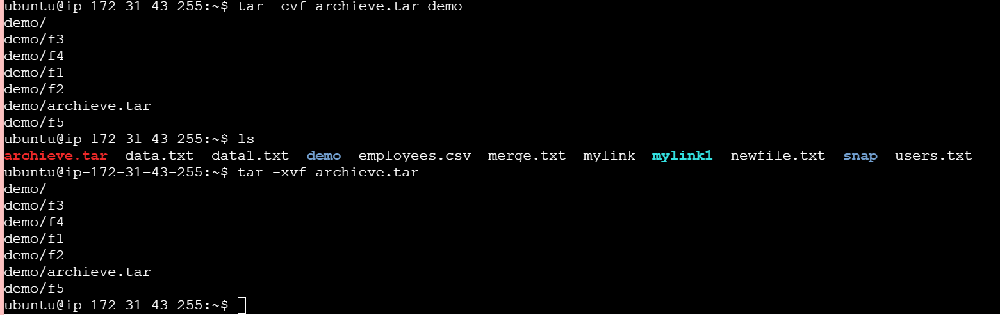 ubuntu@ip-172-31-43-255:~$ tar -cvf archieve.tar demo
demo/
demo/f3
demo/f4
demo/f1
demo/f2
demo/archieve.tar
demo/f5
ubuntu@ip-172-31-43-255:~$ ls
archieve.tar  data.txt  data1.txt  demo  employees.csv  merge.txt  mylink  mylink1  newfile.txt  snap  users.txt
ubuntu@ip-172-31-43-255:~$ tar -xvf archieve.tar
demo/
demo/f3
demo/f4
demo/f1
demo/f2
demo/archieve.tar
demo/f5
ubuntu@ip-172-31-43-255:~$